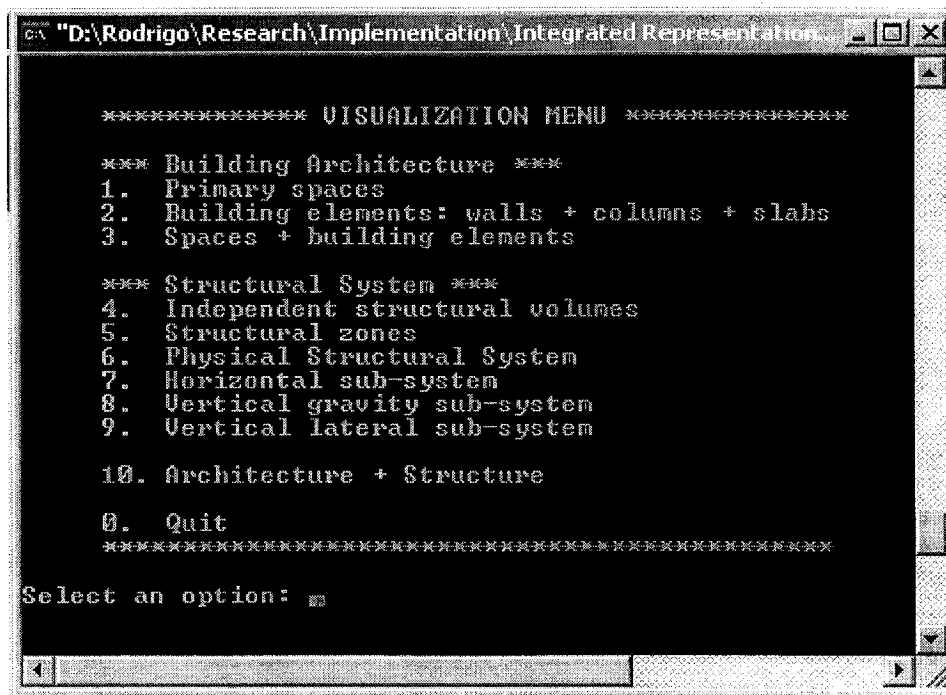 "D:\Rodrigo\Research\Implementation\Integrated Representation...
************* VISUALIZATION MENU **************
*** Building Architecture ***
1. Primary spaces
2. Building elements: walls + columns + slabs
3. Spaces + building elements
*** Structural System ***
4. Independent structural volumes
5. Structural zones
6. Physical Structural System
7. Horizontal sub-system
8. Vertical gravity sub-system
9. Vertical lateral sub-system
10. Architecture + Structure
0. Quit
**********************************************
Select an option: